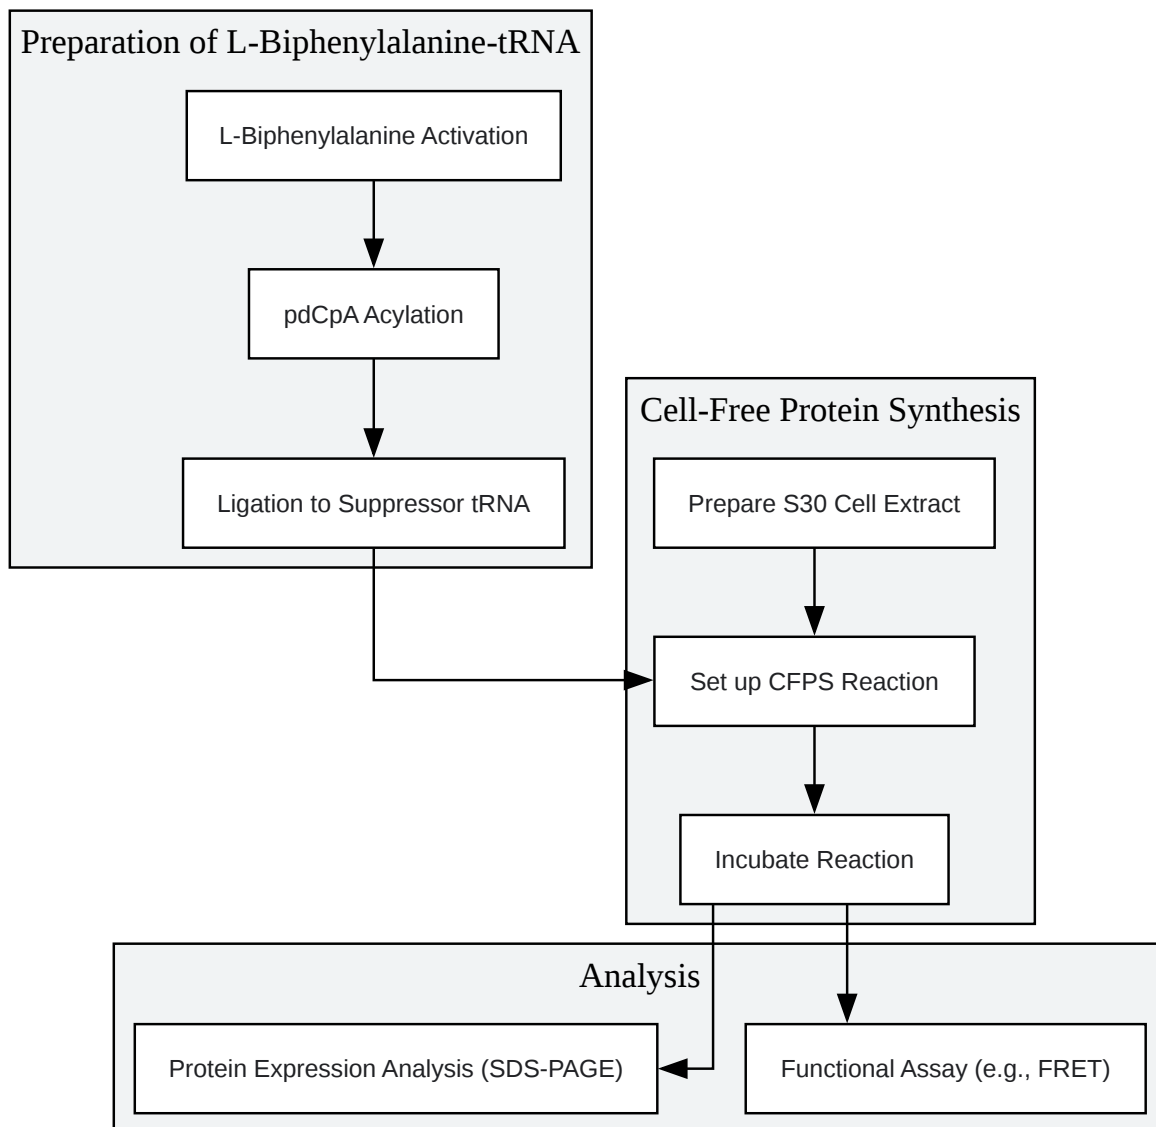 Preparation of L-Biphenylalanine-tRNA
L-Biphenylalanine Activation
pdCpA Acylation
Ligation to Suppressor tRNA
Cell-Free Protein Synthesis
Prepare S30 Cell Extract
Set up CFPS Reaction
Incubate Reaction
Analysis
Protein Expression Analysis (SDS-PAGE)
Functional Assay (e.g., FRET)